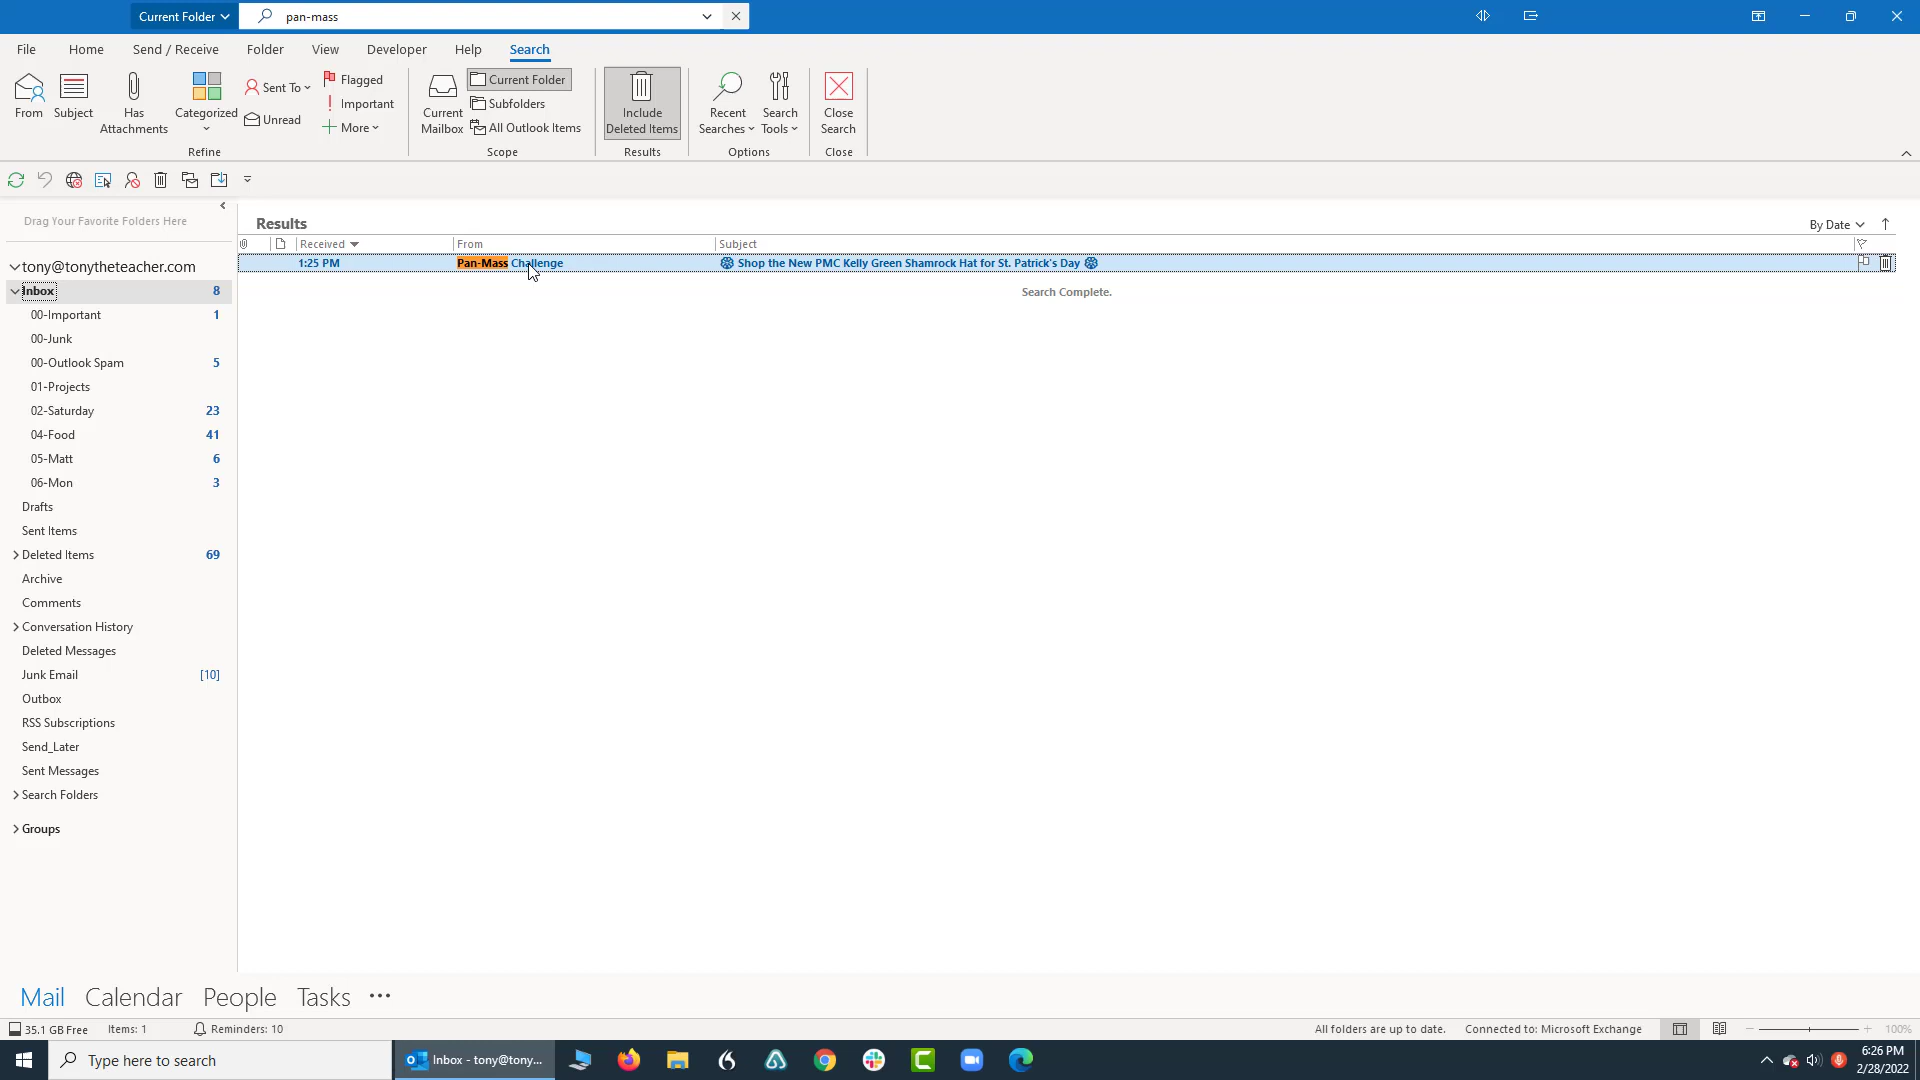 Current Folder pan-mass
File Home Send / Receive Folder View Developer Help Search
From Subject Has Attachments Categorized Sent To Unread Flagged Important More
Refine
Current Mailbox Current Folder Subfolders All Outlook Items
Scope
Include Deleted Items
Results
Recent Searches Search Tools
Options
Close Search
Close
Drag Your Favorite Folders Here
Results By Date
Received From Subject
1:25 PM Pan-Mass Challenge Shop the New PMC Kelly Green Shamrock Hat for St. Patrick's Day
Search Complete.
tony@tonytheteacher.com
Inbox 8
00-Important 1
00-Junk
00-Outlook Spam 5
01-Projects
02-Saturday 23
04-Food 41
05-Matt 6
06-Mon 3
Drafts
Sent Items
Deleted Items 69
Archive
Comments
Conversation History
Deleted Messages
Junk Email [10]
Outbox
RSS Subscriptions
Send_Later
Sent Messages
Search Folders
Groups
Mail Calendar People Tasks ...
35.1 GB Free Items: 1 Reminders: 10 All folders are up to date. Connected to: Microsoft Exchange 100%
Type here to search Inbox - tony@tony... 6:26 PM
2/28/2022